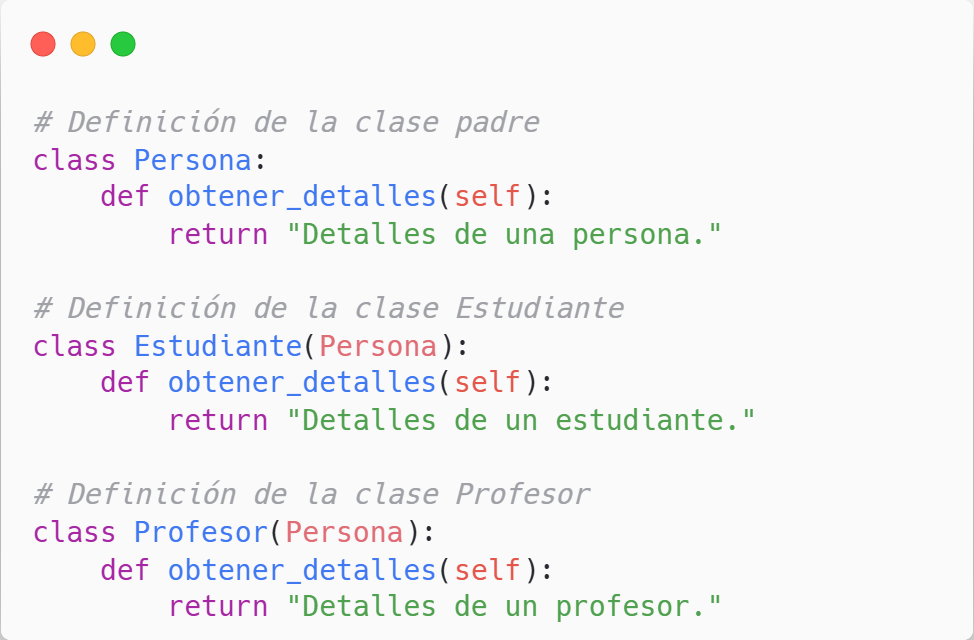 # Definición de la clase padre
class Persona:
    def obtener_detalles(self):
        return "Detalles de una persona."

# Definición de la clase Estudiante
class Estudiante(Persona):
    def obtener_detalles(self):
        return "Detalles de un estudiante."

# Definición de la clase Profesor
class Profesor(Persona):
    def obtener_detalles(self):
        return "Detalles de un profesor."